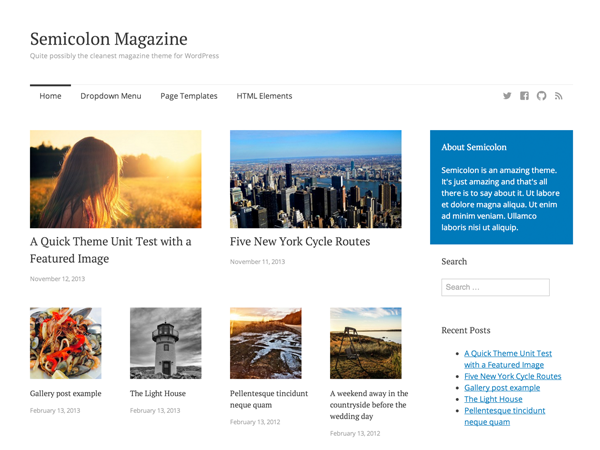 Semicolon Magazine
Quite possibly the cleanest magazine theme for WordPress
Home
Dropdown Menu
Page Templates
HTML Elements
A Quick Theme Unit Test with a
Featured Image
November 12, 2013
Five New York Cycle Routes
November 11, 2013
Gallery post example
February 13, 2013
The Light House
February 13, 2013
Pellentesque tincidunt
neque quam
February 13, 2012
A weekend away in the
countryside before the
wedding day
February 13, 2012
About Semicolon
Semicolon is an amazing theme.
It's just amazing and that's all
there is to say about it. Ut labore
et dolore magna aliqua. Ut enim
ad minim veniam. Ullamco
laboris nisi ut aliquip.
Search
Search …
Recent Posts
A Quick Theme Unit Test
with a Featured Image
Five New York Cycle Routes
Gallery post example
The Light House
Pellentesque tincidunt
neque quam